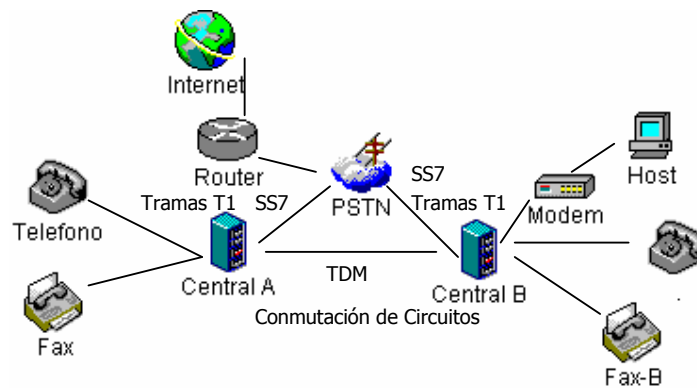 Internet
Router
SS7
Host
Tramas T1 SS7
PSTN
Tramas T1
Modem
Telefono
Central A
TDM
Central B
Conmutación de Circuitos
Fax
Fax-B
.